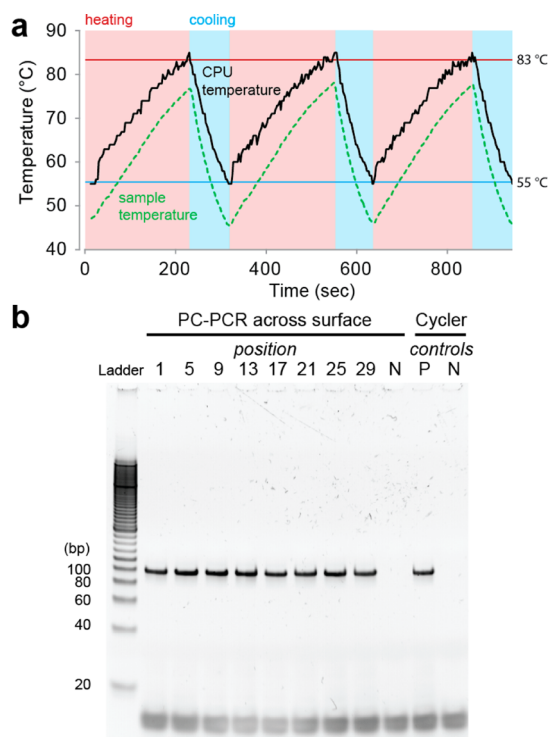 a
heating cooling
90
80
70
60
50
40
Temperature (°C)
CPU
temperature
sample
temperature
83 °C
55 °C
0 200 400 600 800
Time (sec)
b
PC-PCR across surface Cycler
position controls
Ladder 1 5 9 13 17 21 25 29 N P N
(bp)
100
80
60
40
20